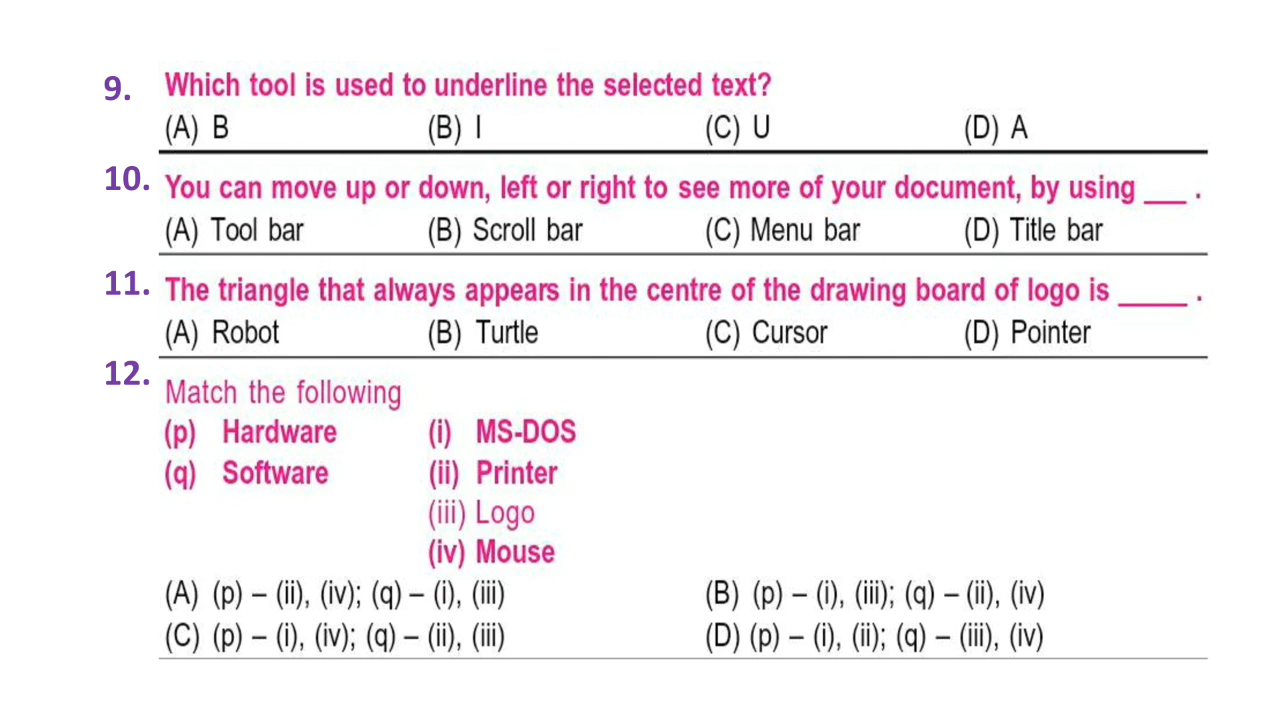 9. Which tool is used to underline the selected text?
(A) B (B) I (C) U (D) A
10. You can move up or down, left or right to see more of your document, by using ___ .
(A) Tool bar (B) Scroll bar (C) Menu bar (D) Title bar
11. The triangle that always appears in the centre of the drawing board of logo is _____ .
(A) Robot (B) Turtle (C) Cursor (D) Pointer
12. Match the following
(p) Hardware (i) MS-DOS
(q) Software (ii) Printer
(iii) Logo
(iv) Mouse
(A) (p) – (ii), (iv); (q) – (i), (iii) (B) (p) – (i), (iii); (q) – (ii), (iv)
(C) (p) – (i), (iv); (q) – (ii), (iii) (D) (p) – (i), (ii); (q) – (iii), (iv)